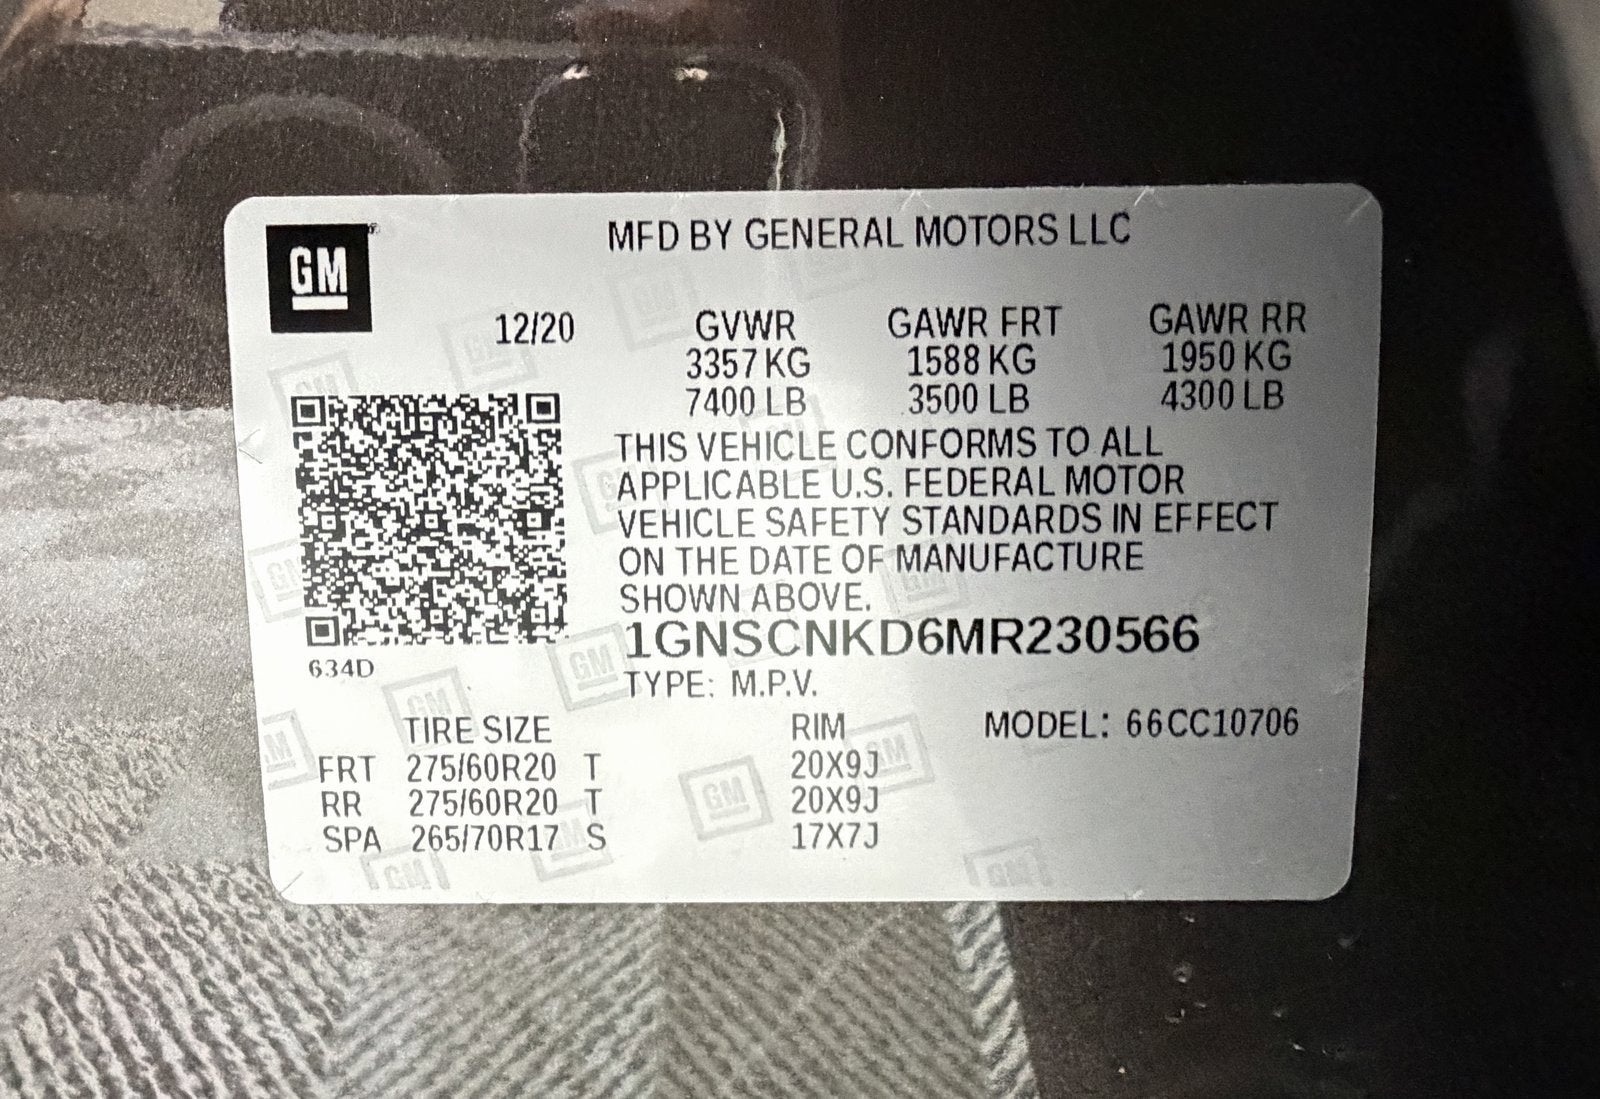 GM
MFD BY GENERAL MOTORS LLC
12/20 GVWR GAWR FRT GAWR RR
3357 KG 1588 KG 1950 KG
7400 LB 3500 LB 4300 LB
THIS VEHICLE CONFORMS TO ALL
APPLICABLE U.S. FEDERAL MOTOR
VEHICLE SAFETY STANDARDS IN EFFECT
ON THE DATE OF MANUFACTURE
SHOWN ABOVE.
1GNSCNKD6MR230566
634D
TYPE: M.P.V.
TIRE SIZE RIM MODEL: 66CC10706
FRT 275/60R20 T 20X9J
RR 275/60R20 T 20X9J
SPA 265/70R17 S 17X7J